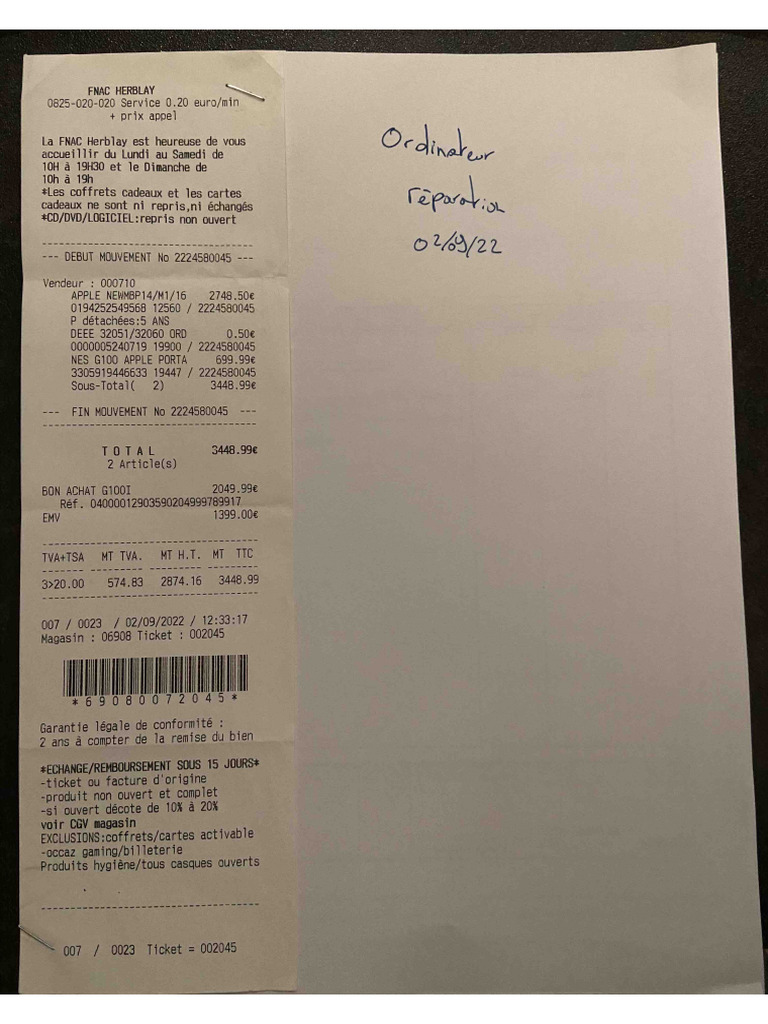 FNAC HERBLAY
0825-020-020 Service 0.20 euro/min
+ prix appel
La FNAC Herblay est heureuse de vous
accueillir du Lundi au Samedi de
10H à 19H30 et le Dimanche de
10h à 19h
*Les coffrets cadeaux et les cartes
cadeaux ne sont ni repris,ni échangés
*CD/DVD/LOGICIEL:repris non ouvert
--- DEBUT MOUVEMENT No 2224580045 ---
Vendeur : 000710
APPLE NEWMBP14/M1/16 2748.50€
0194252549568 12560 / 2224580045
P détachées:5 ANS
DEEE 32051/32060 ORD 0.50€
0000005240719 19900 / 2224580045
NES G100 APPLE PORTA 699.99€
3305919446633 19447 / 2224580045
Sous-Total( 2) 3448.99€
--- FIN MOUVEMENT No 2224580045 ---
TOTAL 3448.99€
2 Article(s)
BON ACHAT G100I 2049.99€
Réf. 04000012903590204999789917
EMV 1399.00€
TVA+TSA MT TVA. MT H.T. MT TTC
3>20.00 574.83 2874.16 3448.99
007 / 0023 / 02/09/2022 / 12:33:17
Magasin : 06908 Ticket : 002045
*69080072045*
Garantie légale de conformité :
2 ans à compter de la remise du bien
*ECHANGE/REMBOURSEMENT SOUS 15 JOURS*
-ticket ou facture d'origine
-produit non ouvert et complet
-si ouvert décote de 10% à 20%
voir CGV magasin
EXCLUSIONS:coffrets/cartes activable
-occaz gaming/billeterie
Produits hygiène/tous casques ouverts
007 / 0023 Ticket = 002045
Ordinateur
réparation
02/09/22